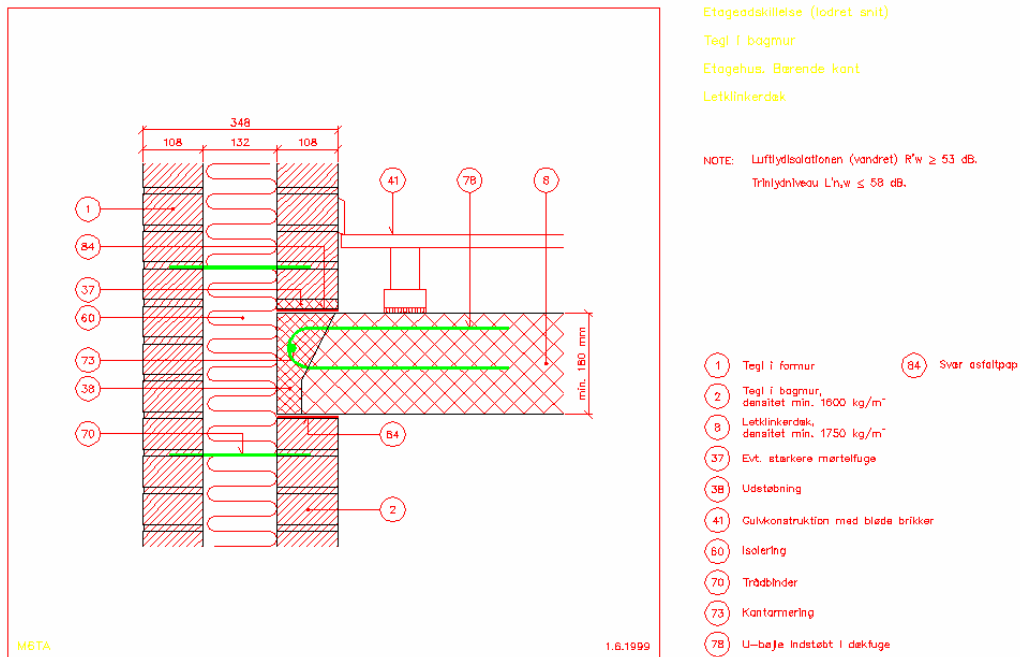 Etageadskillelse (lodret snit)
Tegl i bagmur
Etagehus. Bærende kant
Letklinkerdæk
NOTE: Luftlydisolationen (vandret) R'w ≥ 53 dB.
Trinlydniveau L'n,w ≤ 58 dB.
348
108 132 108
41 78 8
1
84
37
60
73
38
70
84
2
min. 180 mm
1 Tegl i formur
84 Svær asfaltpap
2 Tegl i bagmur,
densitet min. 1600 kg/m³
8 Letklinkerdæk,
densitet min. 1750 kg/m³
37 Evt. stærkere mørtelfuge
38 Udstøbning
41 Gulvkonstruktion med bløde brikker
60 Isolering
70 Trådbinder
73 Kantarmering
78 U-bøjle indstøbt i dækfuge
M6TA
1.6.1999